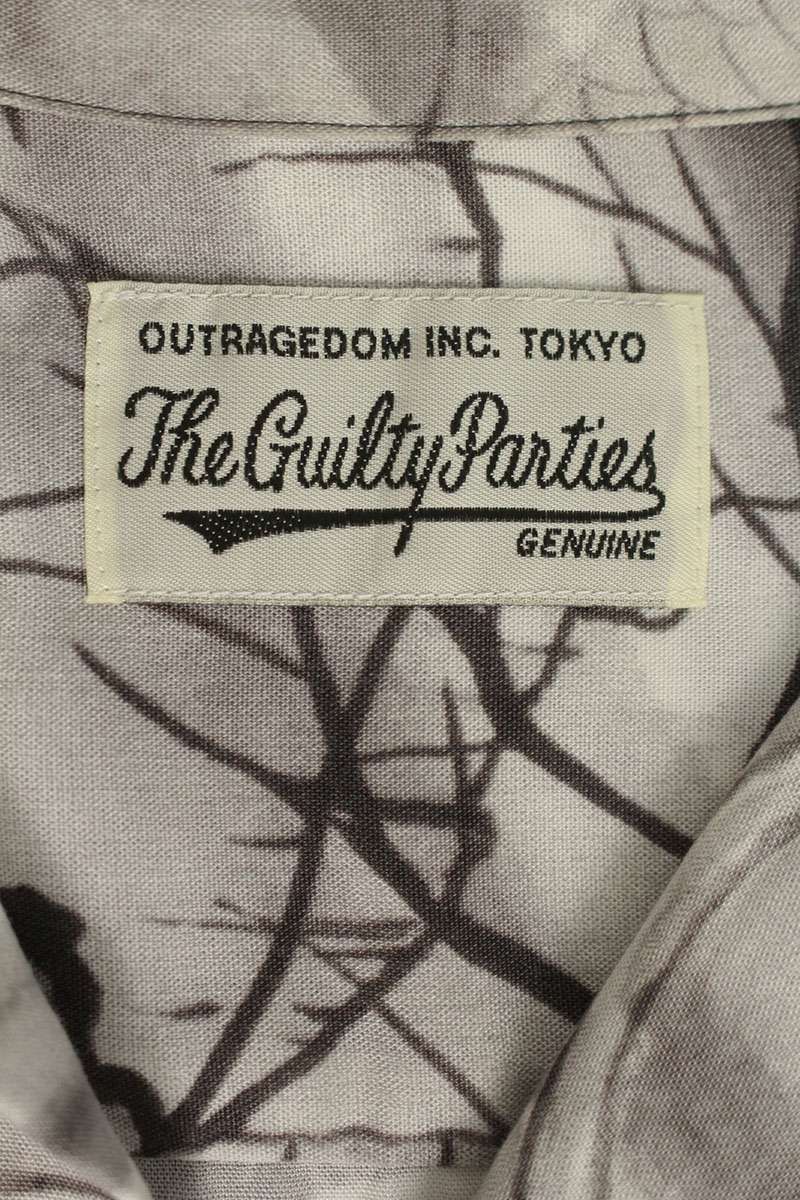 OUTRAGEDOM INC. TOKYO
The Guilty Parties
GENUINE